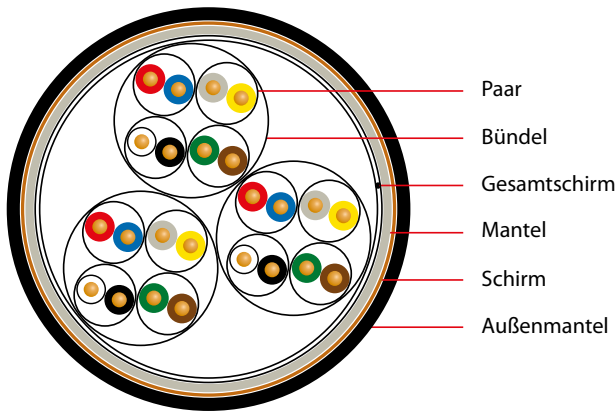 Paar
Bündel
Gesamtschirm
Mantel
Schirm
Außenmantel